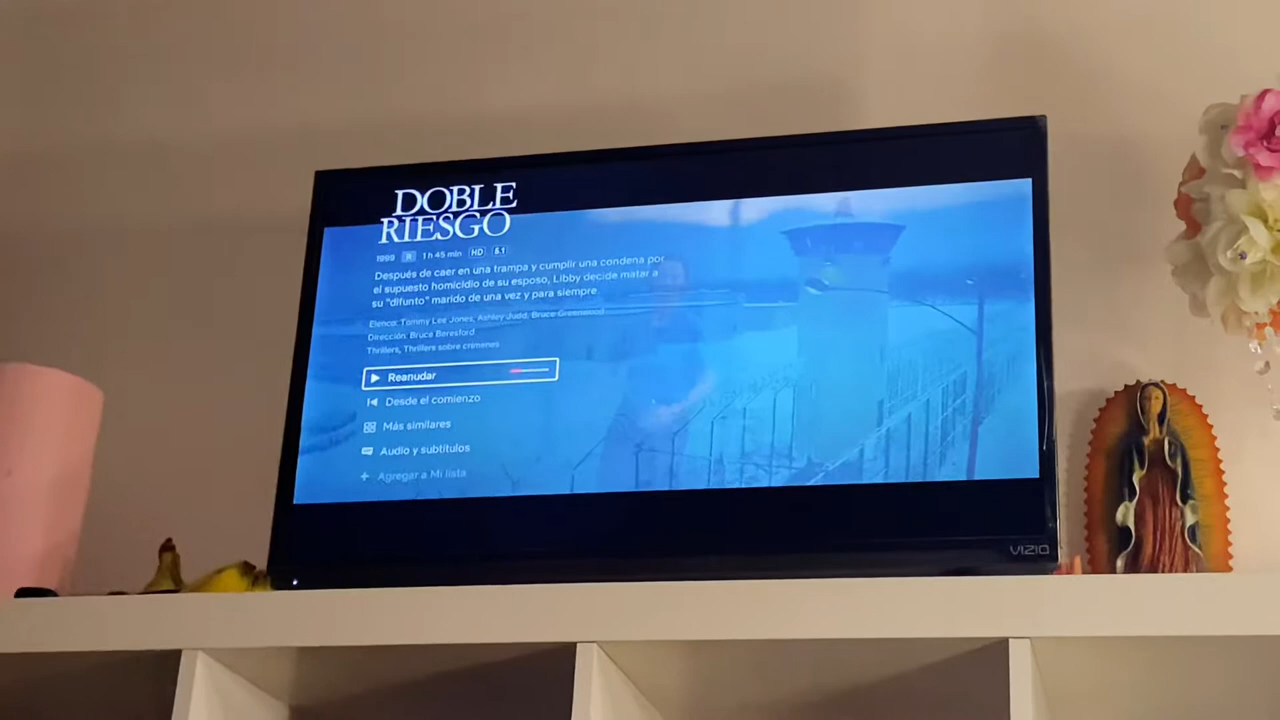 DOBLE
RIESGO
1999 R 1 h 45 min HD 5.1
Después de caer en una trampa y cumplir una condena por
el supuesto homicidio de su esposo, Libby decide matar a
su "difunto" marido de una vez y para siempre.
Elenco: Tommy Lee Jones, Ashley Judd, Bruce Greenwood
Dirección: Bruce Beresford
Thrillers, Thrillers sobre crímenes
Reanudar
Desde el comienzo
Más similares
Audio y subtítulos
Agregar a Mi lista
VIZIO